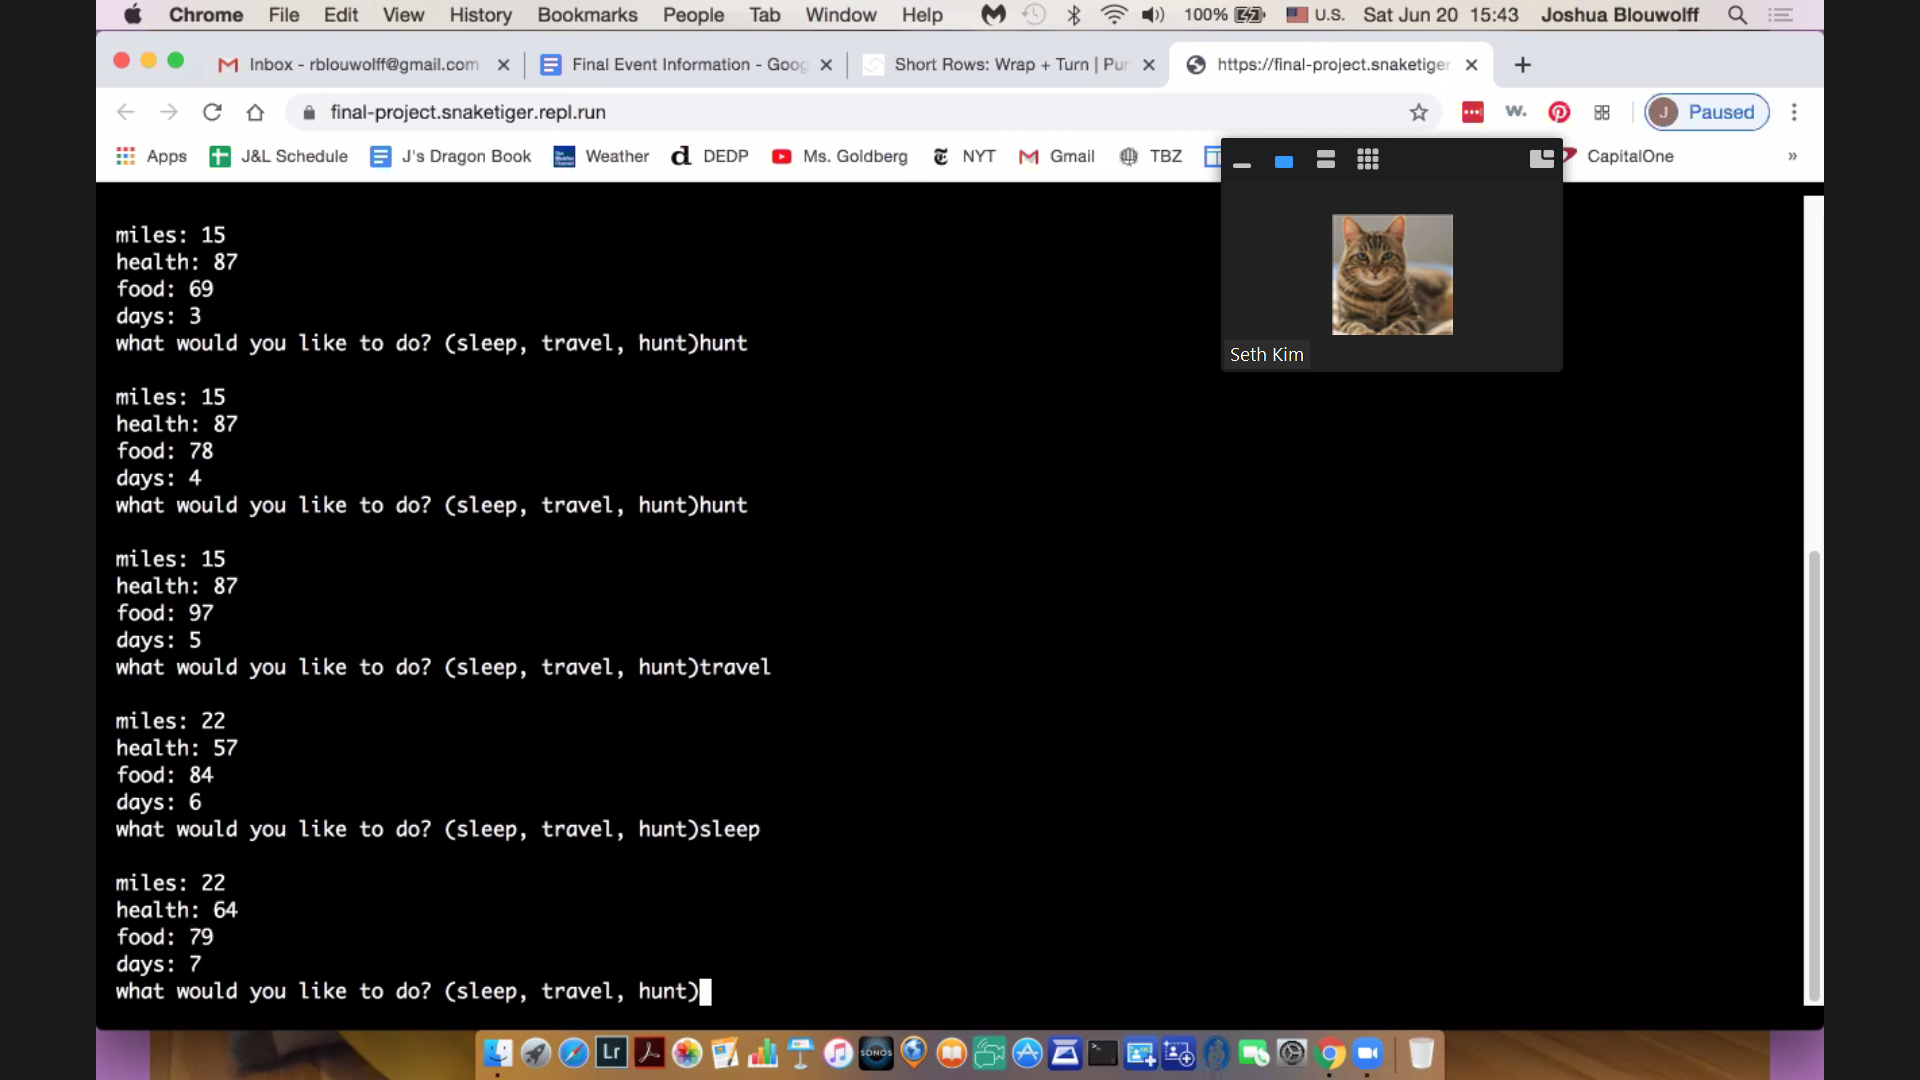 Chrome File Edit View History Bookmarks People Tab Window Help 100% U.S. Sat Jun 20 15:43 Joshua Blouwolff
Inbox - rblouwolff@gmail.com Final Event Information - Goog Short Rows: Wrap + Turn | Pur https://final-project.snaketiger
final-project.snaketiger.repl.run J Paused
Apps J&L Schedule J's Dragon Book Weather d DEDP Ms. Goldberg NYT Gmail TBZ CapitalOne »
Seth Kim
miles: 15
health: 87
food: 69
days: 3
what would you like to do? (sleep, travel, hunt)hunt
miles: 15
health: 87
food: 78
days: 4
what would you like to do? (sleep, travel, hunt)hunt
miles: 15
health: 87
food: 97
days: 5
what would you like to do? (sleep, travel, hunt)travel
miles: 22
health: 57
food: 84
days: 6
what would you like to do? (sleep, travel, hunt)sleep
miles: 22
health: 64
food: 79
days: 7
what would you like to do? (sleep, travel, hunt)
Lr SONOS